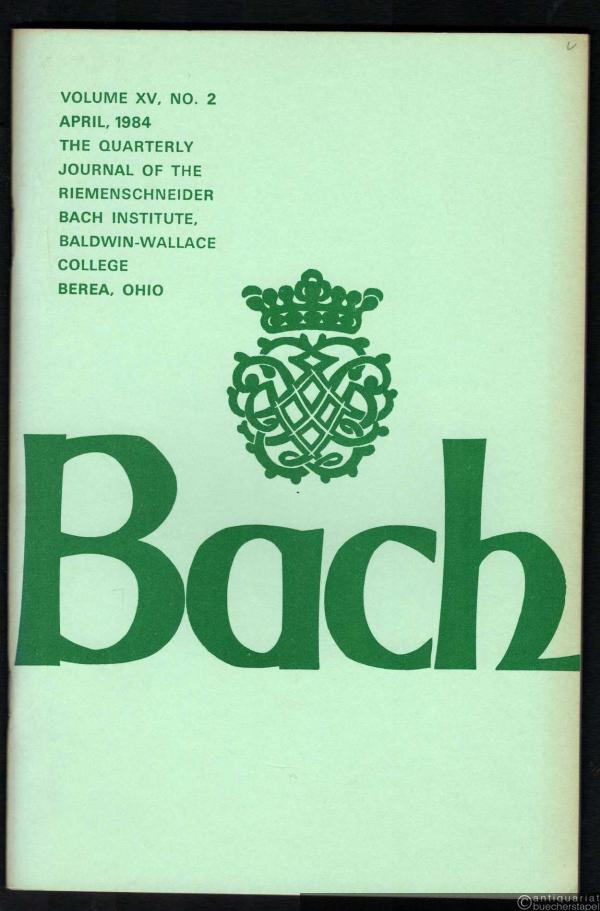 VOLUME XV, NO. 2
APRIL, 1984
THE QUARTERLY
JOURNAL OF THE
RIEMENSCHNEIDER
BACH INSTITUTE,
BALDWIN-WALLACE
COLLEGE
BEREA, OHIO
Bach
©antiquariat
buecherstapel